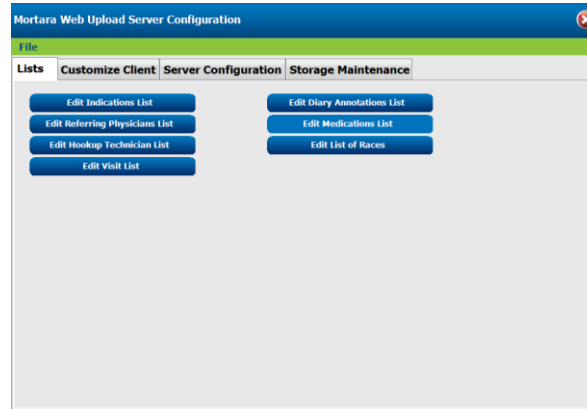 Mortara Web Upload Server Configuration
File
Lists Customize Client Server Configuration Storage Maintenance
Edit Indications List Edit Diary Annotations List
Edit Referring Physicians List Edit Medications List
Edit Hookup Technician List Edit List of Races
Edit Visit List